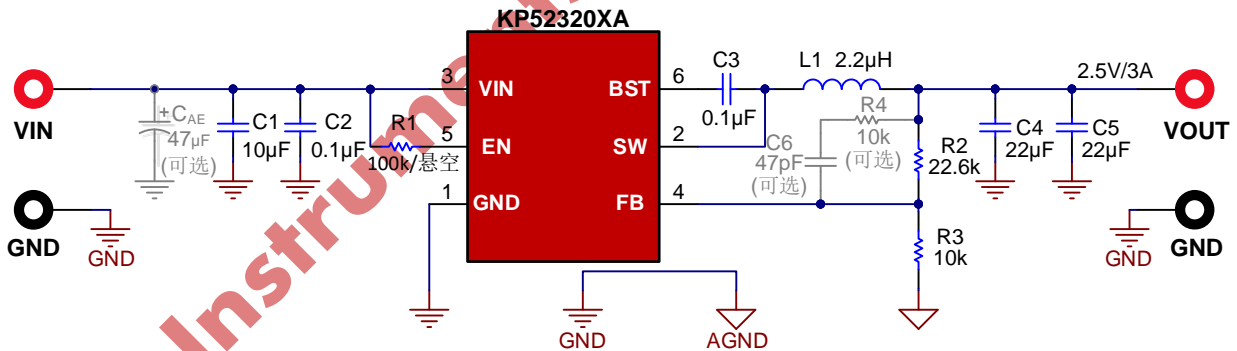 KP52320XA
VIN
GND
+
CAE
47µF
(可选)
C1
10µF
C2
0.1µF
R1
100k/悬空
3
5
1
VIN
EN
GND
BST
SW
FB
6
2
4
C3
0.1µF
L1 2.2µH
R4
10k
(可选)
C6
47pF
(可选)
R2
22.6k
R3
10k
C4
22µF
C5
22µF
2.5V/3A
VOUT
GND
GND
GND
GND
AGND
Instruments